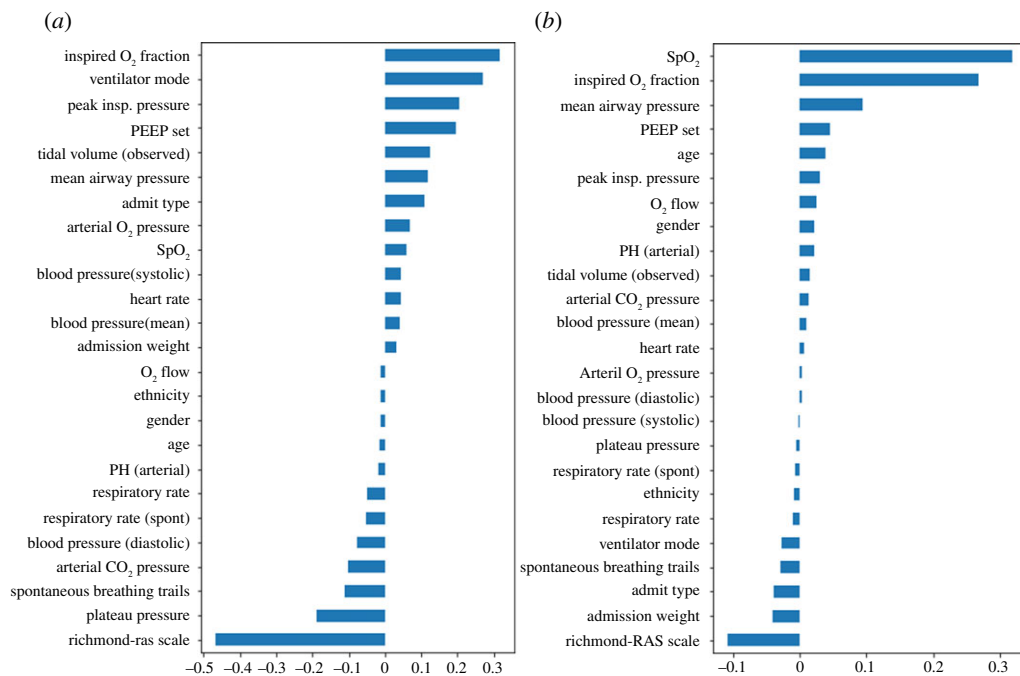 (a)
inspired O₂ fraction
ventilator mode
peak insp. pressure
PEEP set
tidal volume (observed)
mean airway pressure
admit type
arterial O₂ pressure
SpO₂
blood pressure(systolic)
heart rate
blood pressure(mean)
admission weight
O₂ flow
ethnicity
gender
age
PH (arterial)
respiratory rate
respiratory rate (spont)
blood pressure (diastolic)
arterial CO₂ pressure
spontaneous breathing trails
plateau pressure
richmond-ras scale
–0.5 –0.4 –0.3 –0.2 –0.1 0 0.1 0.2 0.3
(b)
SpO₂
inspired O₂ fraction
mean airway pressure
PEEP set
age
peak insp. pressure
O₂ flow
gender
PH (arterial)
tidal volume (observed)
arterial CO₂ pressure
blood pressure (mean)
heart rate
Arteril O₂ pressure
blood pressure (diastolic)
blood pressure (systolic)
plateau pressure
respiratory rate (spont)
ethnicity
respiratory rate
ventilator mode
spontaneous breathing trails
admit type
admission weight
richmond-RAS scale
–0.1 0 0.1 0.2 0.3